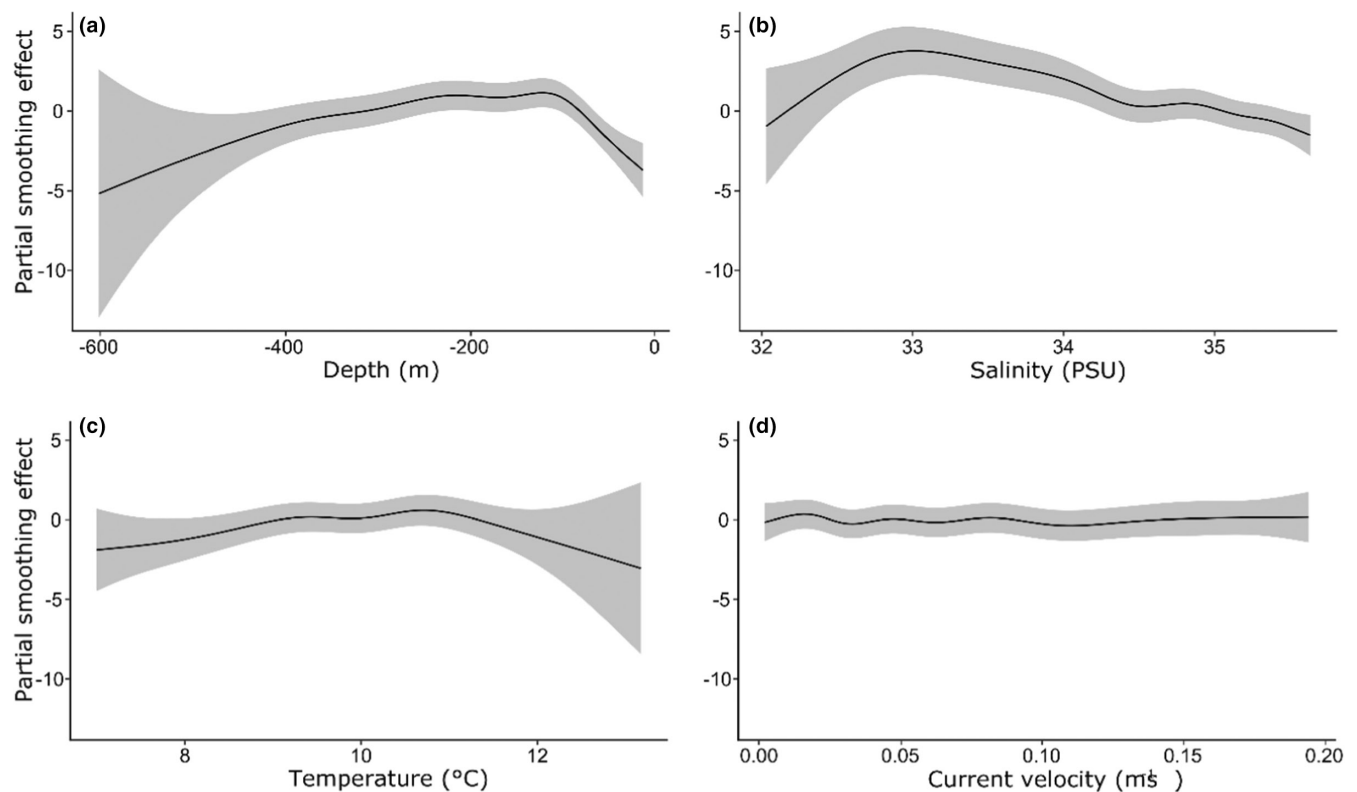 (a)
Partial smoothing effect
5
0
-5
-10
-600 -400 -200 0
Depth (m)
(b)
5
0
-5
-10
32 33 34 35
Salinity (PSU)
(c)
Partial smoothing effect
5
0
-5
-10
8 10 12
Temperature (°C)
(d)
5
0
-5
-10
0.00 0.05 0.10 0.15 0.20
Current velocity (ms⁻¹ )